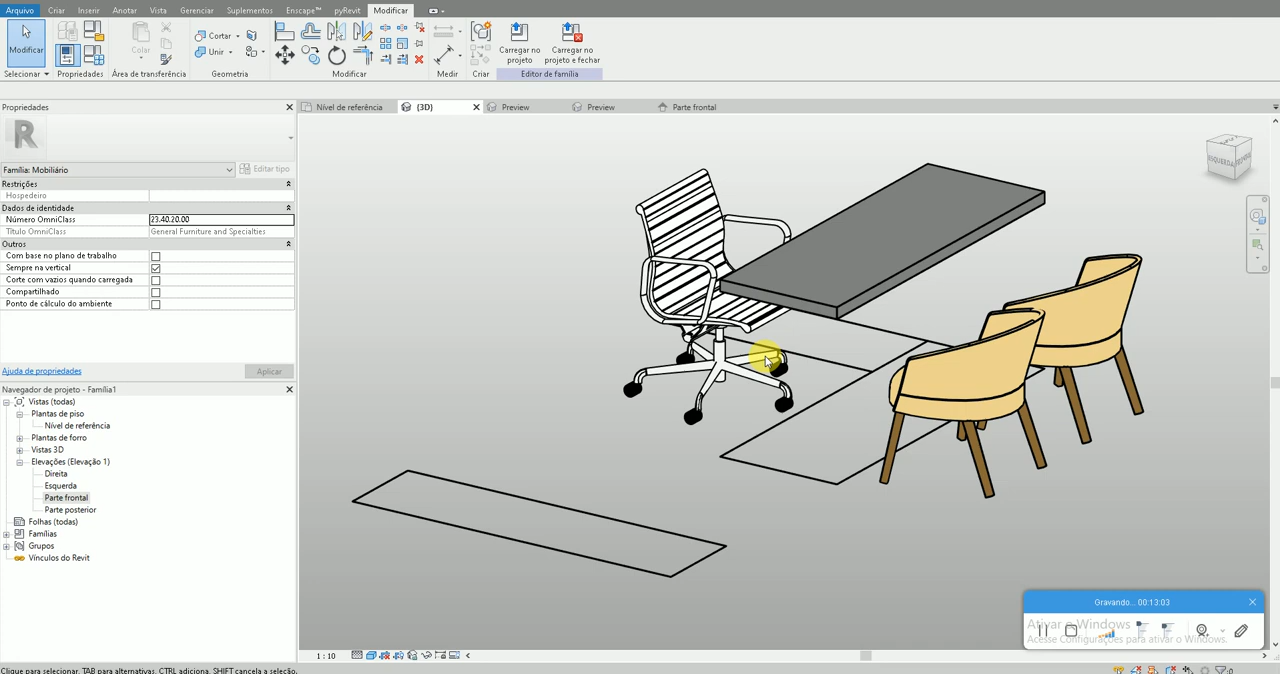 Arquivo Criar Inserir Anotar Vista Gerenciar Suplementos Enscape™ pyRevit Modificar
Modificar
Colar
Cortar
Unir
Carregar no projeto
Carregar no projeto e fechar
Selecionar Propriedades Área de transferência Geometria Modificar Medir Criar Editor de família
Propriedades
Nível de referência (3D) Preview Preview Parte frontal
Família: Mobiliário Editar tipo
Restrições
Hospedeiro
Dados de identidade
Número OmniClass 23.40.20.00
Título OmniClass General Furniture and Specialties
Outros
Com base no plano de trabalho
Sempre na vertical
Corte com vazios quando carregada
Compartilhado
Ponto de cálculo do ambiente
Ajuda de propriedades Aplicar
Navegador de projeto - Família1
Vistas (todas)
Plantas de piso
Nível de referência
Plantas de forro
Vistas 3D
Elevações (Elevação 1)
Direita
Esquerda
Parte frontal
Parte posterior
Folhas (todas)
Famílias
Grupos
Vínculos do Revit
ESQUERDA
Gravando... 00:13:03
Ativar o Windows
Acesse Configurações para ativar o Windows.
1 : 10
Clique para selecionar, TAB para alternativas, CTRL adiciona, SHIFT cancela a seleção.
:0